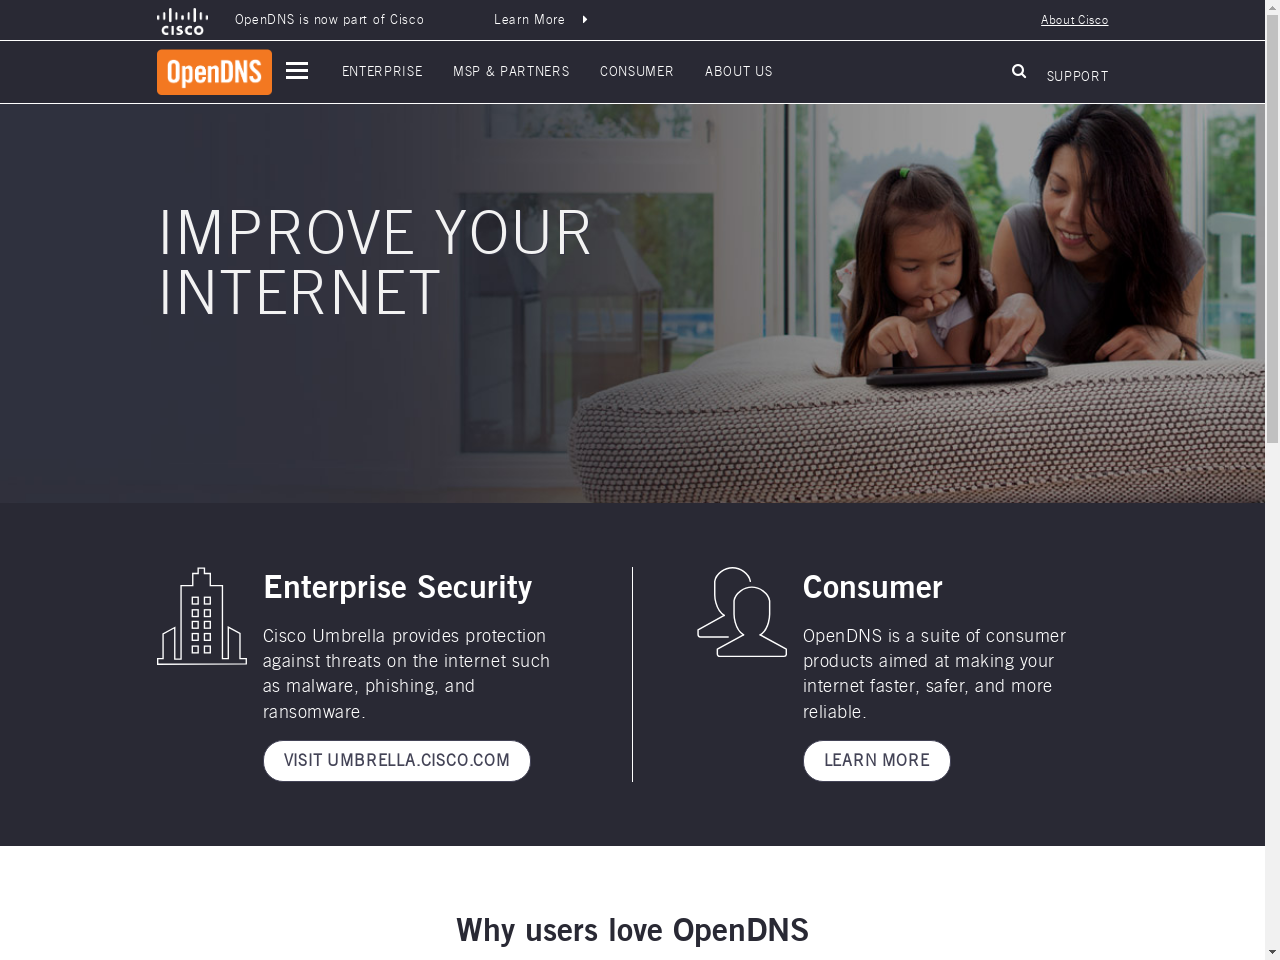 cisco
OpenDNS is now part of Cisco
Learn More
About Cisco
OpenDNS
ENTERPRISE
MSP & PARTNERS
CONSUMER
ABOUT US
SUPPORT
IMPROVE YOUR
INTERNET
Enterprise Security
Cisco Umbrella provides protection
against threats on the internet such
as malware, phishing, and
ransomware.
VISIT UMBRELLA.CISCO.COM
Consumer
OpenDNS is a suite of consumer
products aimed at making your
internet faster, safer, and more
reliable.
LEARN MORE
Why users love OpenDNS